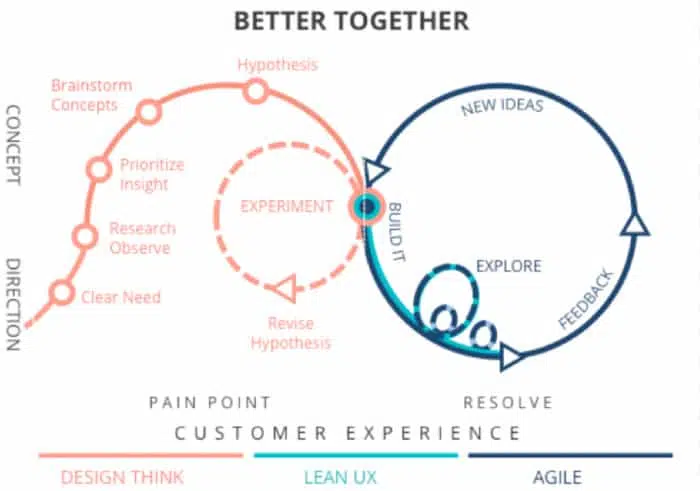 BETTER TOGETHER
Hypothesis
Brainstorm
Concepts
NEW IDEAS
CONCEPT
Prioritize
Insight
EXPERIMENT
BUILD IT
Research
Observe
EXPLORE
DIRECTION
Clear Need
FEEDBACK
Revise
Hypothesis
PAIN POINT
RESOLVE
CUSTOMER EXPERIENCE
DESIGN THINK
LEAN UX
AGILE